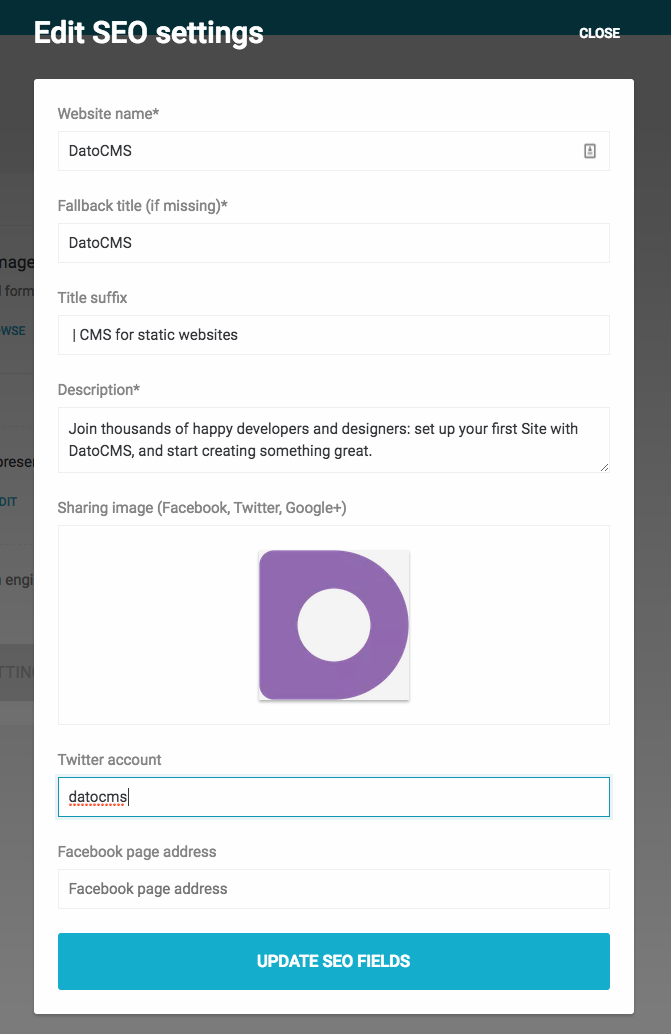 Edit SEO settings
CLOSE
Website name*
DatoCMS
Fallback title (if missing)*
DatoCMS
Title suffix
| CMS for static websites
Description*
Join thousands of happy developers and designers: set up your first Site with
DatoCMS, and start creating something great.
Sharing image (Facebook, Twitter, Google+)
Twitter account
datocms
Facebook page address
Facebook page address
UPDATE SEO FIELDS